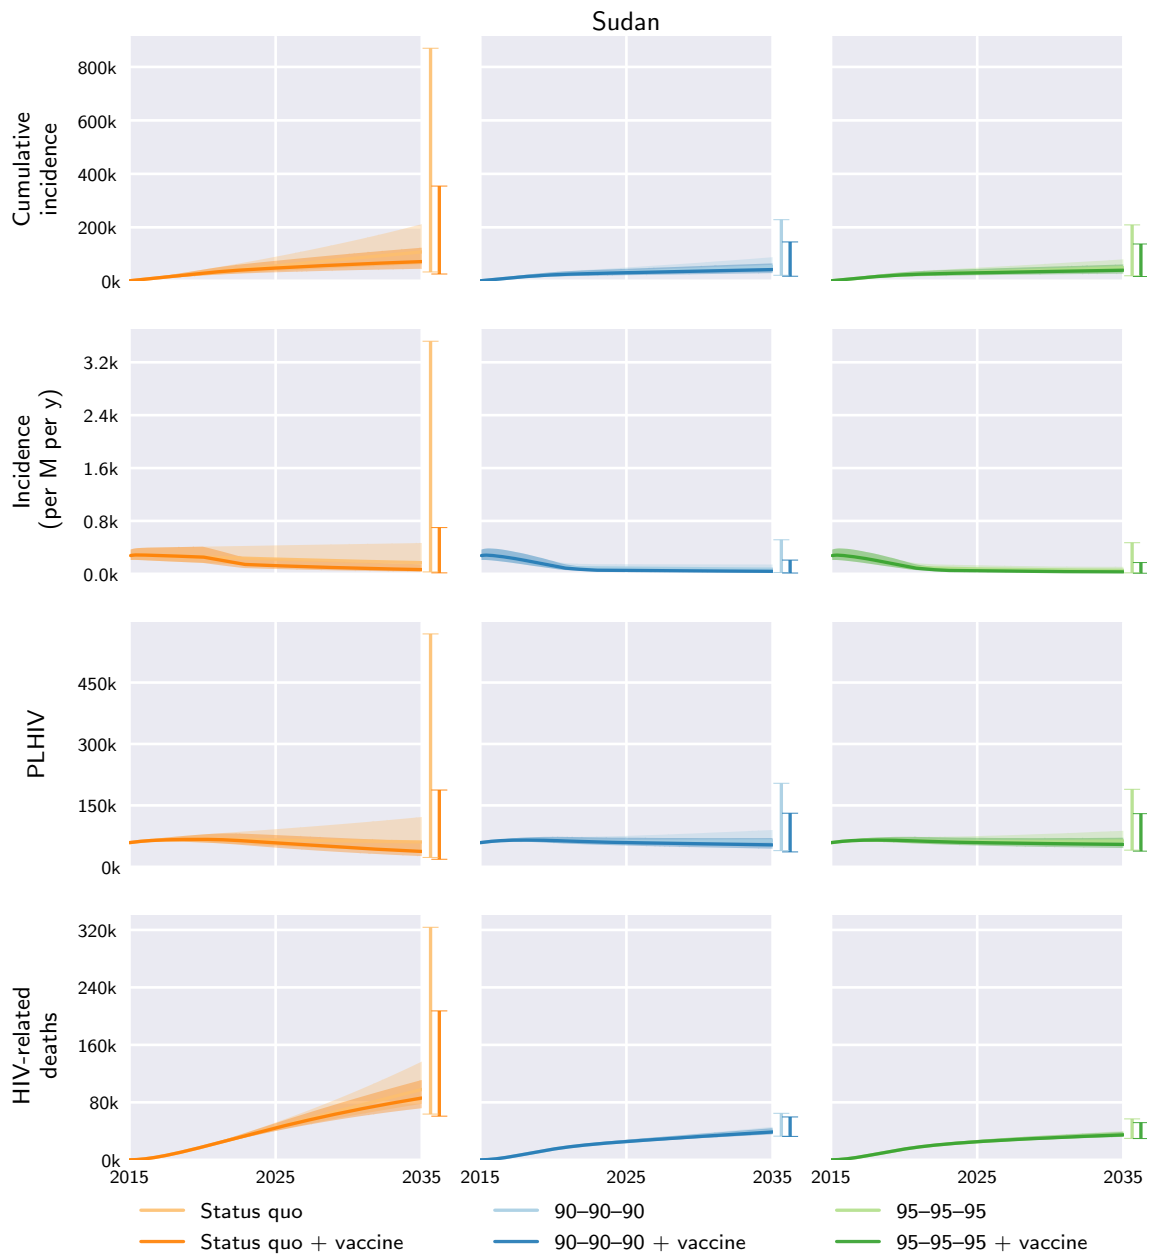 Sudan
Cumulative
incidence
800k
600k
400k
200k
0k
Incidence
(per M per y)
3.2k
2.4k
1.6k
0.8k
0.0k
PLHIV
450k
300k
150k
0k
HIV-related
deaths
320k
240k
160k
80k
0k
2015 2025 2035 2015 2025 2035 2015 2025 2035
Status quo 90–90–90 95–95–95
Status quo + vaccine 90–90–90 + vaccine 95–95–95 + vaccine